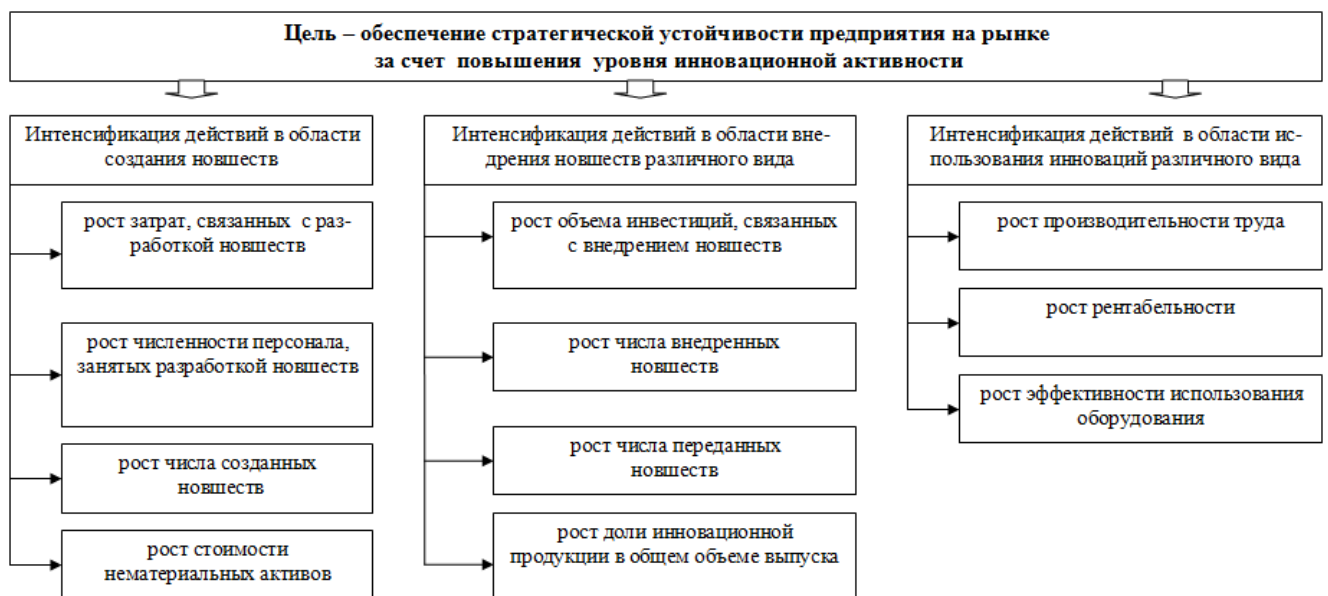 Цель – обеспечение стратегической устойчивости предприятия на рынке
за счет повышения уровня инновационной активности
Интенсификация действий в области
создания новшеств
рост затрат, связанных с раз-
работкой новшеств
рост численности персонала,
занятых разработкой новшеств
рост числа созданных
новшеств
рост стоимости
нематериальных активов
Интенсификация действий в области вне-
дрения новшеств различного вида
рост объема инвестиций, связанных
с внедрением новшеств
рост числа внедренных
новшеств
рост числа переданных
новшеств
рост доли инновационной
продукции в общем объеме выпуска
Интенсификация действий в области ис-
пользования инноваций различного вида
рост производительности труда
рост рентабельности
рост эффективности использования
оборудования